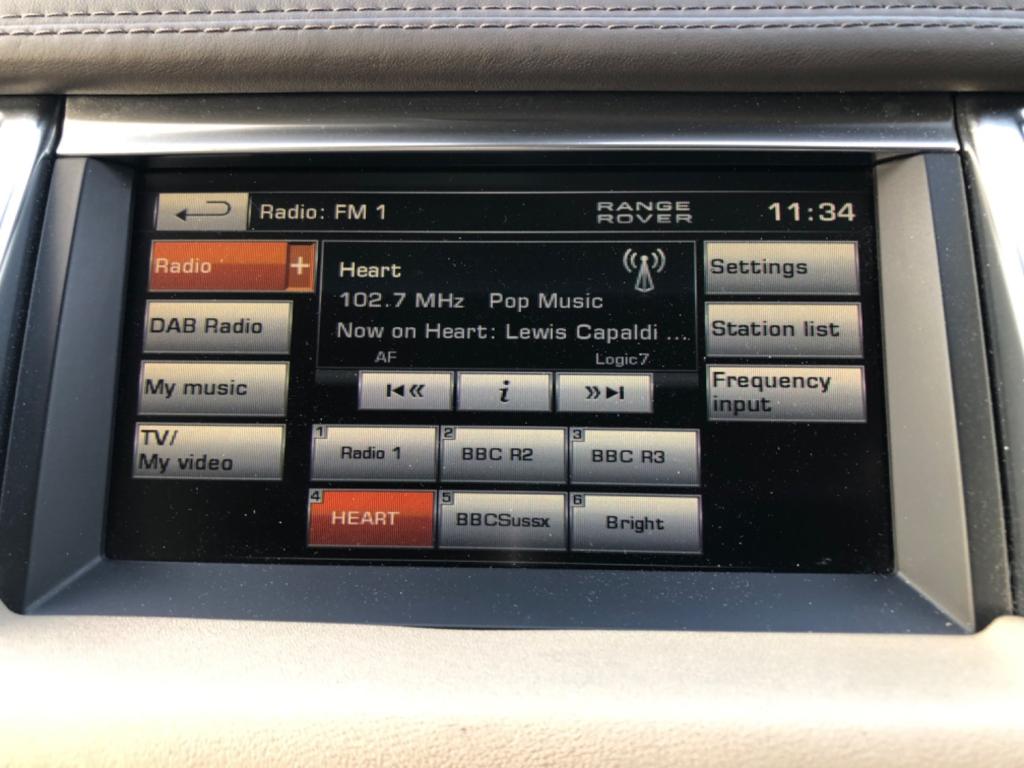 Radio: FM 1
RANGE
ROVER
11:34
Radio +
Heart
102.7 MHz Pop Music
Now on Heart: Lewis Capaldi ...
AF
Logic7
Settings
DAB Radio
Station list
My music
i
Frequency
input
TV/
My video
1 Radio 1
2 BBC R2
3 BBC R3
4 HEART
5 BBCSussx
6 Bright